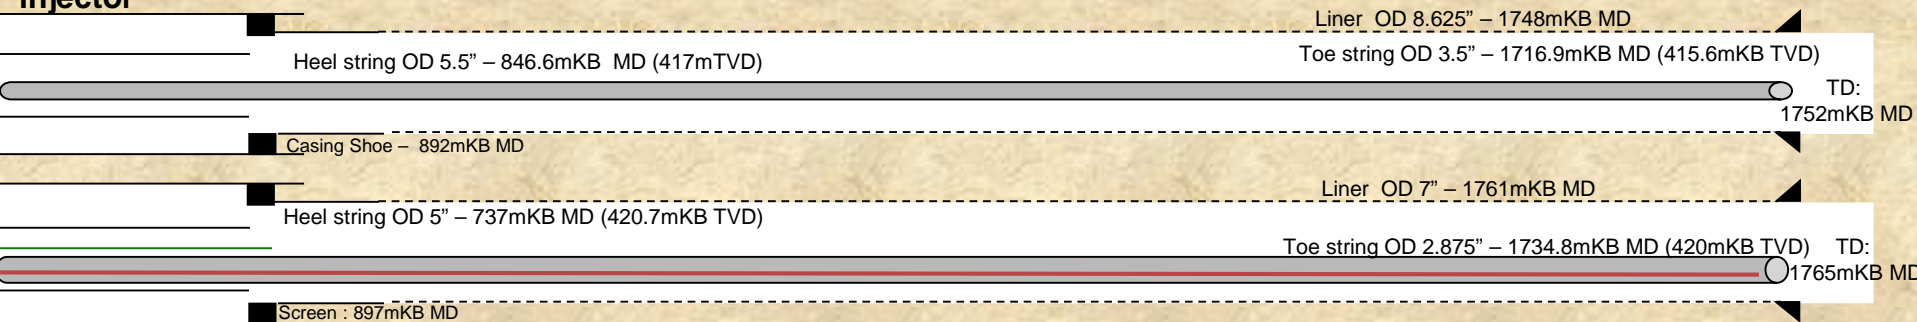 Injector
Liner OD 8.625” – 1748mKB MD
Heel string OD 5.5” – 846.6mKB MD (417mTVD)
Toe string OD 3.5” – 1716.9mKB MD (415.6mKB TVD)
TD:
1752mKB MD
Casing Shoe – 892mKB MD
Liner OD 7” – 1761mKB MD
Heel string OD 5” – 737mKB MD (420.7mKB TVD)
Toe string OD 2.875” – 1734.8mKB MD (420mKB TVD)
TD:
1765mKB MD
Screen : 897mKB MD